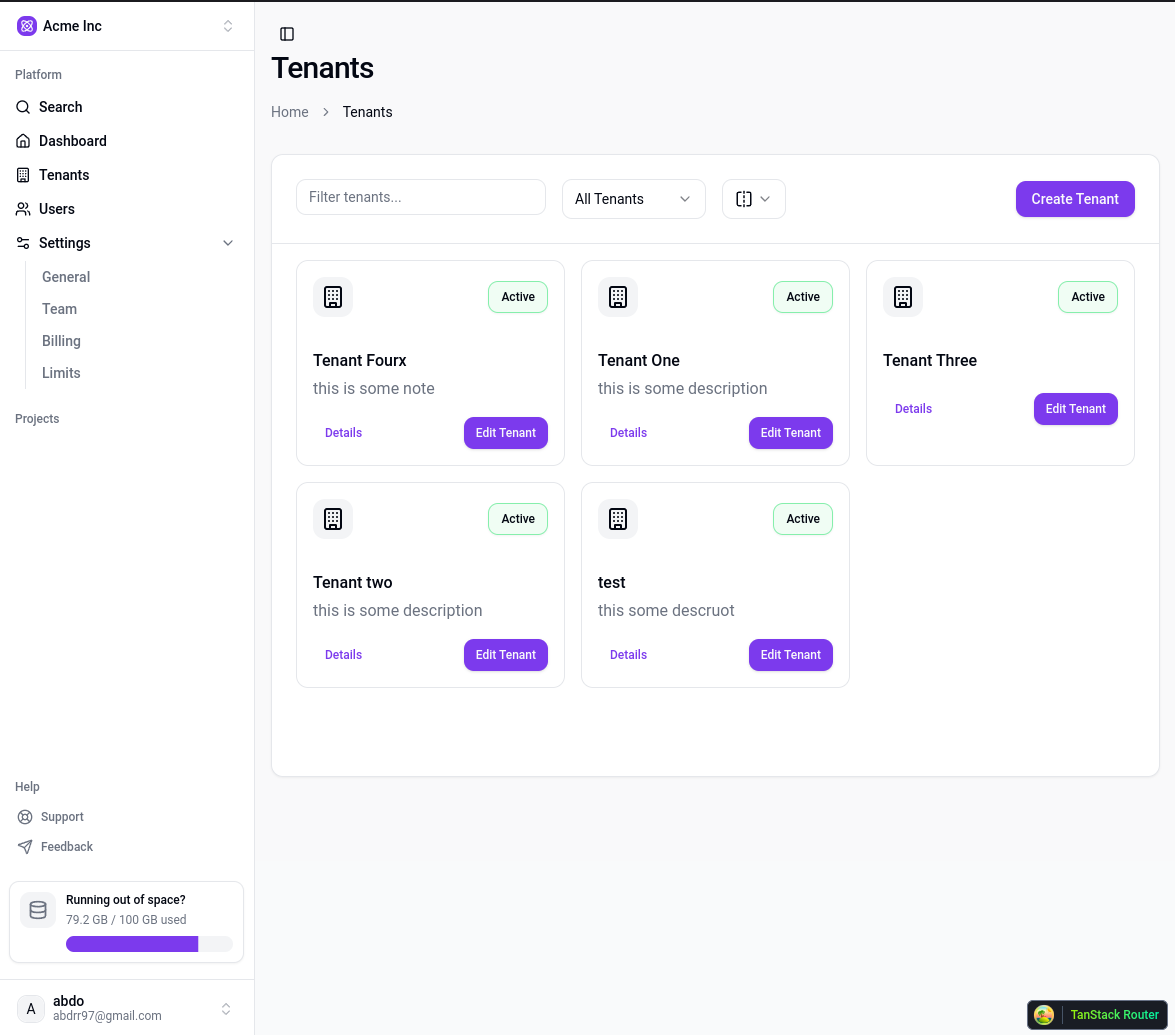 Acme Inc
Platform
Search
Dashboard
Tenants
Users
Settings
General
Team
Billing
Limits
Projects
Help
Support
Feedback
Running out of space?
79.2 GB / 100 GB used
A
abdo
abdrr97@gmail.com
Tenants
Home > Tenants
Filter tenants...
All Tenants
Create Tenant
Active
Tenant Fourx
this is some note
Details Edit Tenant
Active
Tenant One
this is some description
Details Edit Tenant
Active
Tenant Three
Details Edit Tenant
Active
Tenant two
this is some description
Details Edit Tenant
Active
test
this some descruot
Details Edit Tenant
TanStack Router